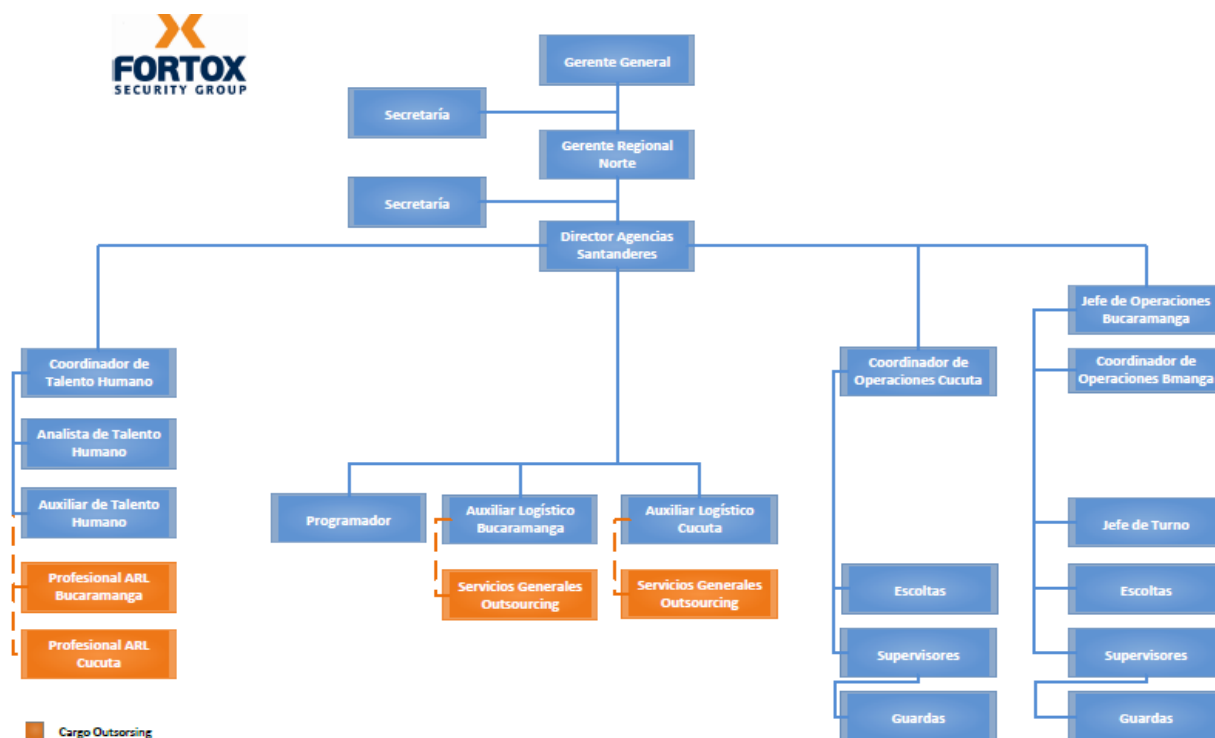 FORTOX
SECURITY GROUP
Gerente General
Secretaría
Gerente Regional
Norte
Secretaría
Director Agencias
Santanderes
Jefe de Operaciones
Bucaramanga
Coordinador de
Talento Humano
Coordinador de
Operaciones Cucuta
Coordinador de
Operaciones Bmanga
Analista de Talento
Humano
Auxiliar de Talento
Humano
Programador
Auxiliar Logístico
Bucaramanga
Auxiliar Logístico
Cucuta
Jefe de Turno
Profesional ARL
Bucaramanga
Servicios Generales
Outsourcing
Servicios Generales
Outsourcing
Escoltas
Escoltas
Profesional ARL
Cucuta
Supervisores
Supervisores
Guardas
Guardas
Cargo Outsorsing